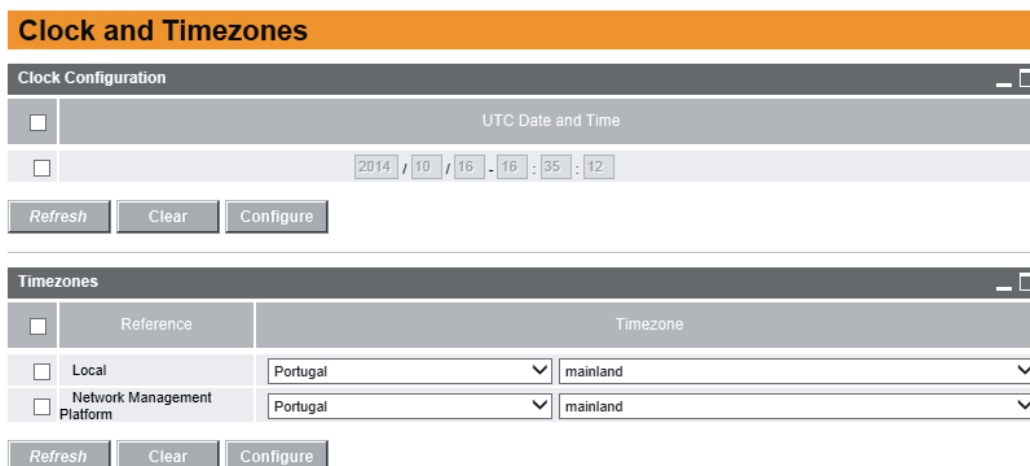 Clock and Timezones
Clock Configuration
UTC Date and Time
2014 / 10 / 16 - 16 : 35 : 12
Refresh Clear Configure
Timezones
Reference Timezone
Local Portugal mainland
Network Management
Platform Portugal mainland
Refresh Clear Configure